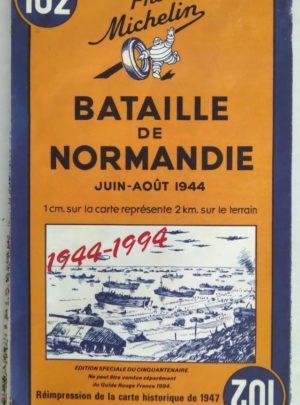 102
Michelin
BATAILLE
DE
NORMANDIE
JUIN-AOÛT 1944
1 cm. sur la carte représente 2 km. sur le terrain
1944-1994
EDITION SPECIALE DU CINQUANTENAIRE.
Ne peut être vendue séparément
du Guide Rouge France 1994.
Réimpression de la carte historique de 1947
102